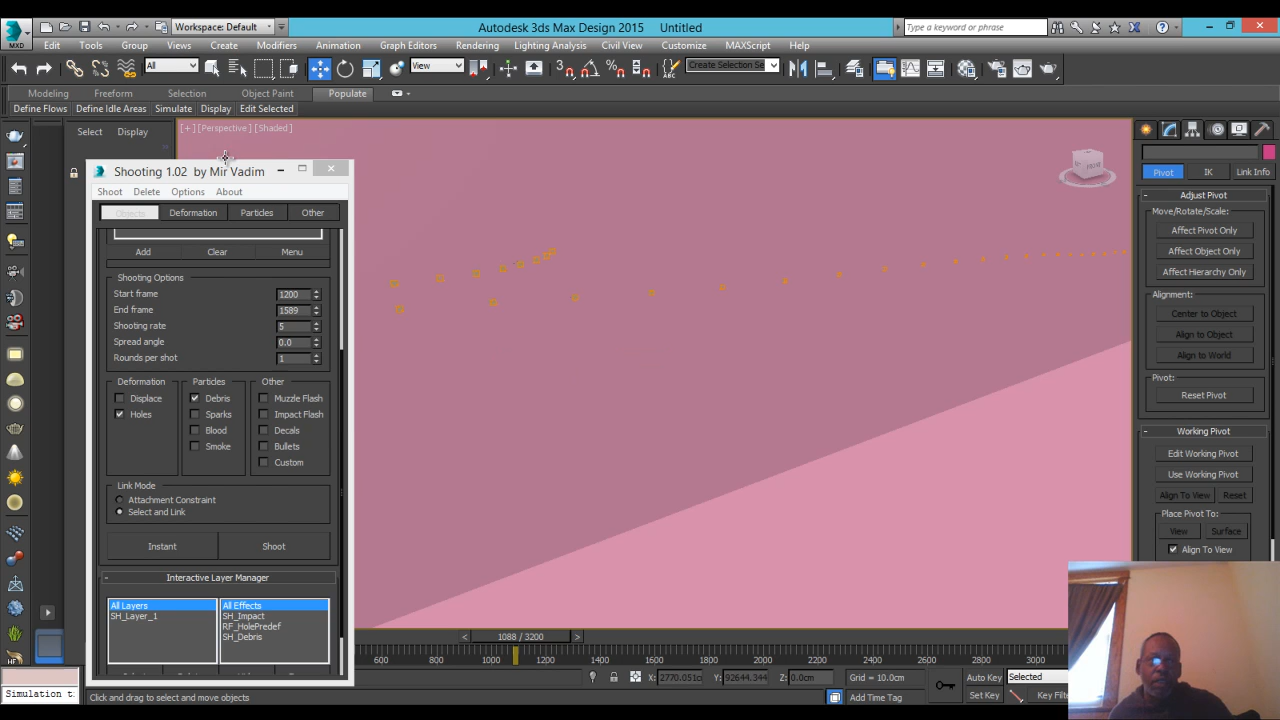 Workspace: Default
Autodesk 3ds Max Design 2015 Untitled
Type a keyword or phrase
MXD
Edit Tools Group Views Create Modifiers Animation Graph Editors Rendering Lighting Analysis Civil View Customize MAXScript Help
All
View
Create Selection Se
Modeling Freeform Selection Object Paint Populate
Define Flows Define Idle Areas Simulate Display Edit Selected
Select Display
[+] [Perspective] [Shaded]
Shooting 1.02 by Mir Vadim
Shoot Delete Options About
Objects Deformation Particles Other
Add Clear Menu
Shooting Options
Start frame 1200
End frame 1589
Shooting rate 5
Spread angle 0.0
Rounds per shot 1
Deformation Particles Other
Displace Debris Muzzle Flash
Holes Sparks Impact Flash
Blood Decals
Smoke Bullets
Custom
Link Mode
Attachment Constraint
Select and Link
Instant Shoot
- Interactive Layer Manager
All Layers All Effects
SH_Layer_1 SH_Impact
RF_HolePredef
SH_Debris
Pivot IK Link Info
- Adjust Pivot
Move/Rotate/Scale:
Affect Pivot Only
Affect Object Only
Affect Hierarchy Only
Alignment:
Center to Object
Align to Object
Align to World
Pivot:
Reset Pivot
- Working Pivot
Edit Working Pivot
Use Working Pivot
Align To View Reset
Place Pivot To:
View Surface
Align To View
< 1088 / 3200 >
600 800 1000 1200 1400 1600 1800 2000 2200 2400 2600 2800 3000
X: 2770.051c Y: 92644.344 Z: 0.0cm Grid = 10.0cm Auto Key Selected
Simulation t: Click and drag to select and move objects Add Time Tag Set Key Key Filter